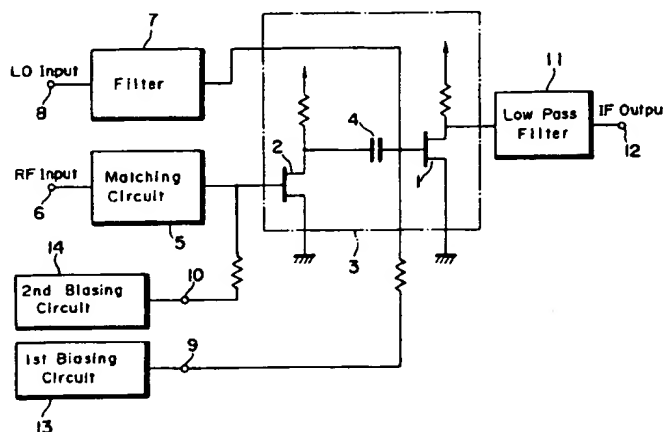 7
LO Input
8
Filter
RF Input
6
Matching
Circuit
5
14
2nd Biasing
Circuit
10
1st Biasing
Circuit
13
9
2
4
1
3
11
Low Pass
Filter
IF Output
12